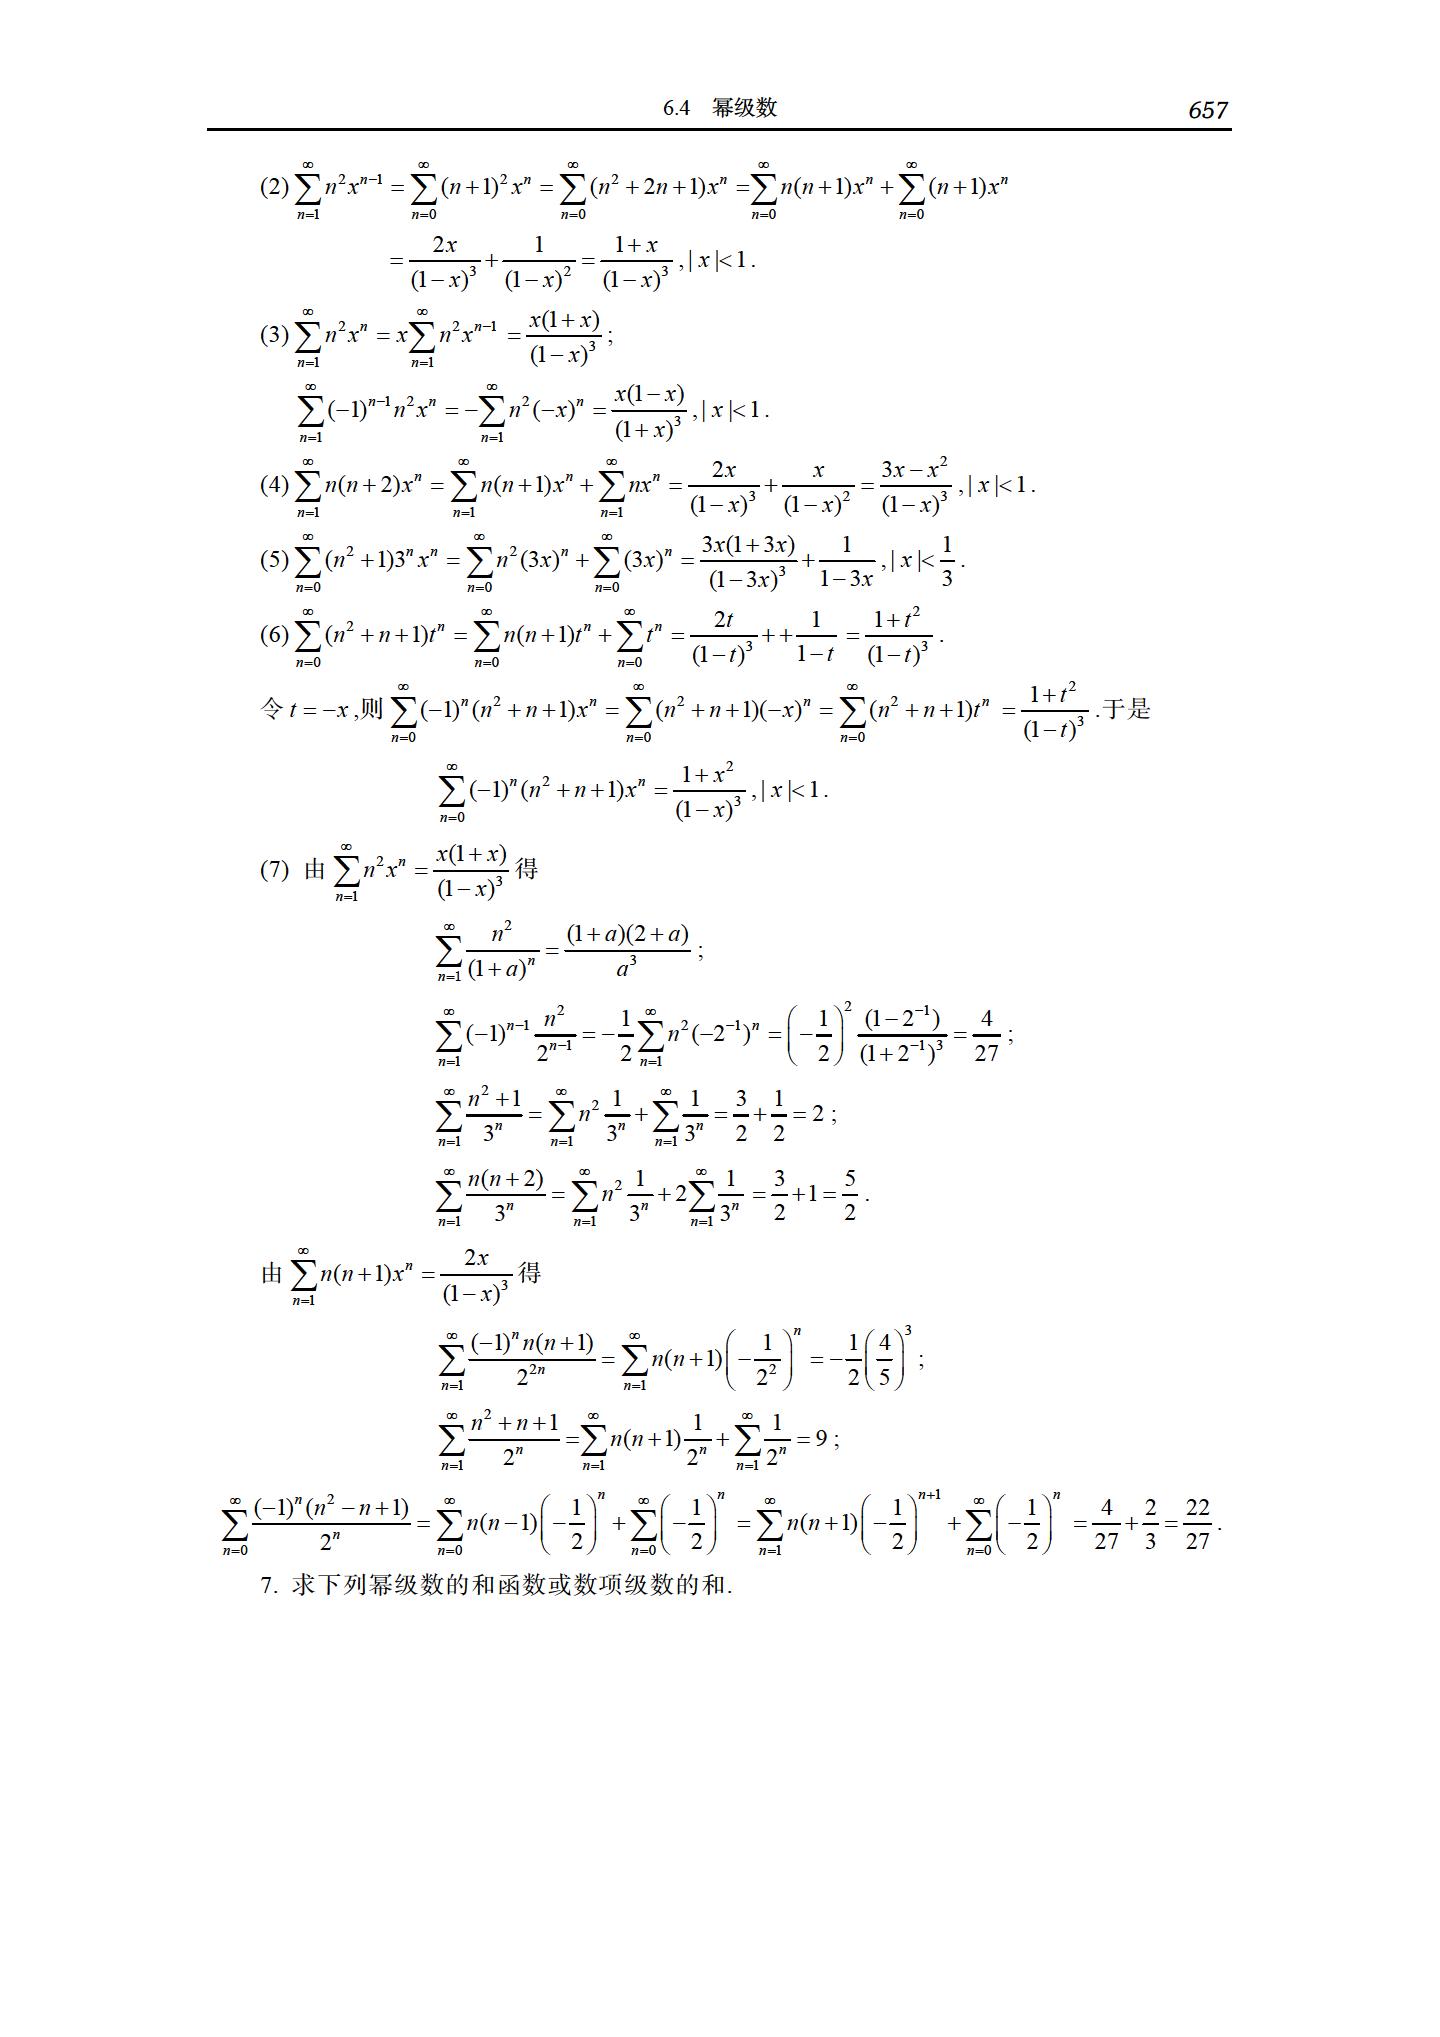 6.4 幂级数 657
(2) $\sum_{n=1}^{\infty} n^2x^{n-1} = \sum_{n=0}^{\infty}(n+1)^2x^n = \sum_{n=0}^{\infty}(n^2+2n+1)x^n = \sum_{n=0}^{\infty}n(n+1)x^n + \sum_{n=0}^{\infty}(n+1)x^n$
$= \frac{2x}{(1-x)^3} + \frac{1}{(1-x)^2} = \frac{1+x}{(1-x)^3}, |x|<1.$
(3) $\sum_{n=1}^{\infty} n^2x^n = x\sum_{n=1}^{\infty} n^2x^{n-1} = \frac{x(1+x)}{(1-x)^3};$
$\sum_{n=1}^{\infty}(-1)^{n-1}n^2x^n = -\sum_{n=1}^{\infty}n^2(-x)^n = \frac{x(1-x)}{(1+x)^3}, |x|<1.$
(4) $\sum_{n=1}^{\infty}n(n+2)x^n = \sum_{n=1}^{\infty}n(n+1)x^n + \sum_{n=1}^{\infty}nx^n = \frac{2x}{(1-x)^3} + \frac{x}{(1-x)^2} = \frac{3x-x^2}{(1-x)^3}, |x|<1.$
(5) $\sum_{n=0}^{\infty}(n^2+1)3^nx^n = \sum_{n=0}^{\infty}n^2(3x)^n + \sum_{n=0}^{\infty}(3x)^n = \frac{3x(1+3x)}{(1-3x)^3} + \frac{1}{1-3x}, |x|<\frac{1}{3}.$
(6) $\sum_{n=0}^{\infty}(n^2+n+1)t^n = \sum_{n=0}^{\infty}n(n+1)t^n + \sum_{n=0}^{\infty}t^n = \frac{2t}{(1-t)^3} + + \frac{1}{1-t} = \frac{1+t^2}{(1-t)^3}.$
令 $t=-x$ ,则 $\sum_{n=0}^{\infty}(-1)^n(n^2+n+1)x^n = \sum_{n=0}^{\infty}(n^2+n+1)(-x)^n = \sum_{n=0}^{\infty}(n^2+n+1)t^n = \frac{1+t^2}{(1-t)^3}$ .于是
$\sum_{n=0}^{\infty}(-1)^n(n^2+n+1)x^n = \frac{1+x^2}{(1-x)^3}, |x|<1.$
(7) 由 $\sum_{n=1}^{\infty}n^2x^n = \frac{x(1+x)}{(1-x)^3}$ 得
$\sum_{n=1}^{\infty}\frac{n^2}{(1+a)^n} = \frac{(1+a)(2+a)}{a^3};$
$\sum_{n=1}^{\infty}(-1)^{n-1}\frac{n^2}{2^{n-1}} = -\frac{1}{2}\sum_{n=1}^{\infty}n^2(-2^{-1})^n = \left(-\frac{1}{2}\right)^2\frac{(1-2^{-1})}{(1+2^{-1})^3} = \frac{4}{27};$
$\sum_{n=1}^{\infty}\frac{n^2+1}{3^n} = \sum_{n=1}^{\infty}n^2\frac{1}{3^n} + \sum_{n=1}^{\infty}\frac{1}{3^n} = \frac{3}{2} + \frac{1}{2} = 2;$
$\sum_{n=1}^{\infty}\frac{n(n+2)}{3^n} = \sum_{n=1}^{\infty}n^2\frac{1}{3^n} + 2\sum_{n=1}^{\infty}\frac{1}{3^n} = \frac{3}{2} + 1 = \frac{5}{2}.$
由 $\sum_{n=1}^{\infty}n(n+1)x^n = \frac{2x}{(1-x)^3}$ 得
$\sum_{n=1}^{\infty}\frac{(-1)^nn(n+1)}{2^{2n}} = \sum_{n=1}^{\infty}n(n+1)\left(-\frac{1}{2^2}\right)^n = -\frac{1}{2}\left(\frac{4}{5}\right)^3;$
$\sum_{n=1}^{\infty}\frac{n^2+n+1}{2^n} = \sum_{n=1}^{\infty}n(n+1)\frac{1}{2^n} + \sum_{n=1}^{\infty}\frac{1}{2^n} = 9;$
$\sum_{n=0}^{\infty}\frac{(-1)^n(n^2-n+1)}{2^n} = \sum_{n=0}^{\infty}n(n-1)\left(-\frac{1}{2}\right)^n + \sum_{n=0}^{\infty}\left(-\frac{1}{2}\right)^n = \sum_{n=1}^{\infty}n(n+1)\left(-\frac{1}{2}\right)^{n+1} + \sum_{n=0}^{\infty}\left(-\frac{1}{2}\right)^n = \frac{4}{27} + \frac{2}{3} = \frac{22}{27}.$
7. 求下列幂级数的和函数或数项级数的和.